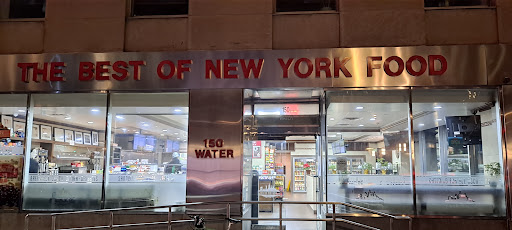 THE BEST OF NEW YORK FOOD
150
WATER